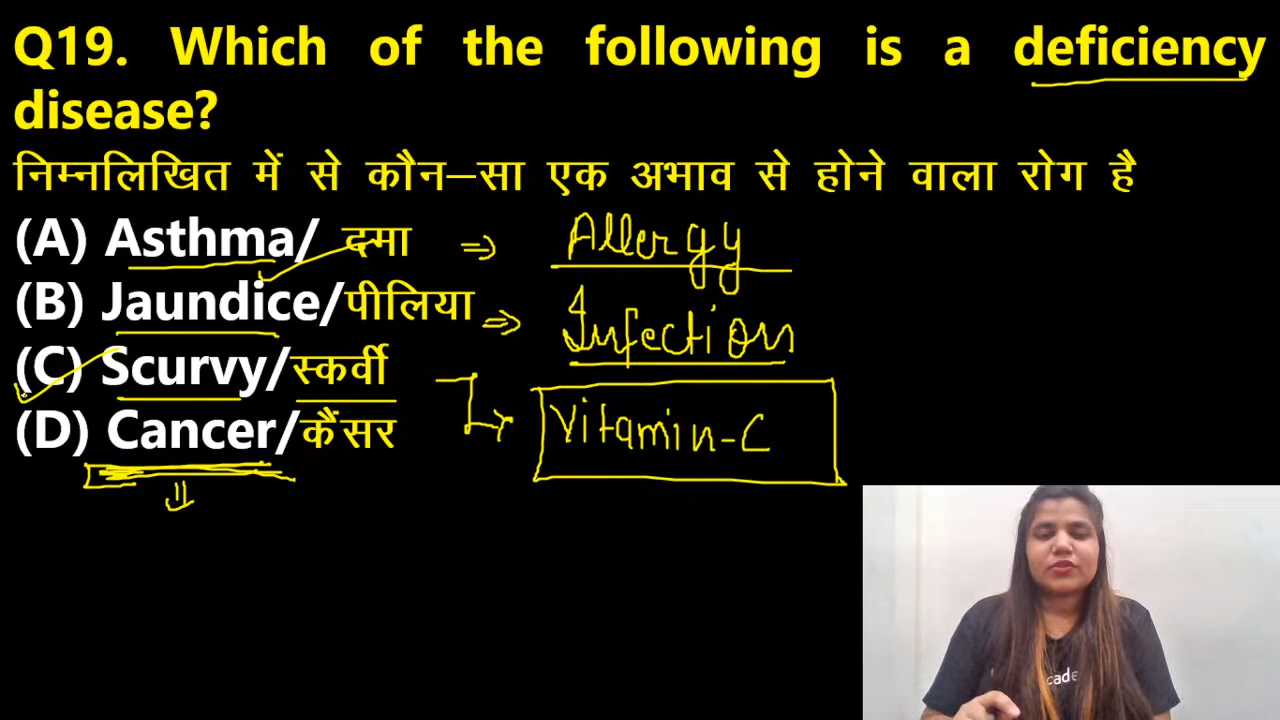 Q19. Which of the following is a deficiency
disease?
निम्नलिखित में से कौन–सा एक अभाव से होने वाला रोग है
(A) Asthma/ दमा ⇒ Allergy
(B) Jaundice/पीलिया ⇒ Infection
(C) Scurvy/स्कर्वी
(D) Cancer/कैंसर Vitamin-C